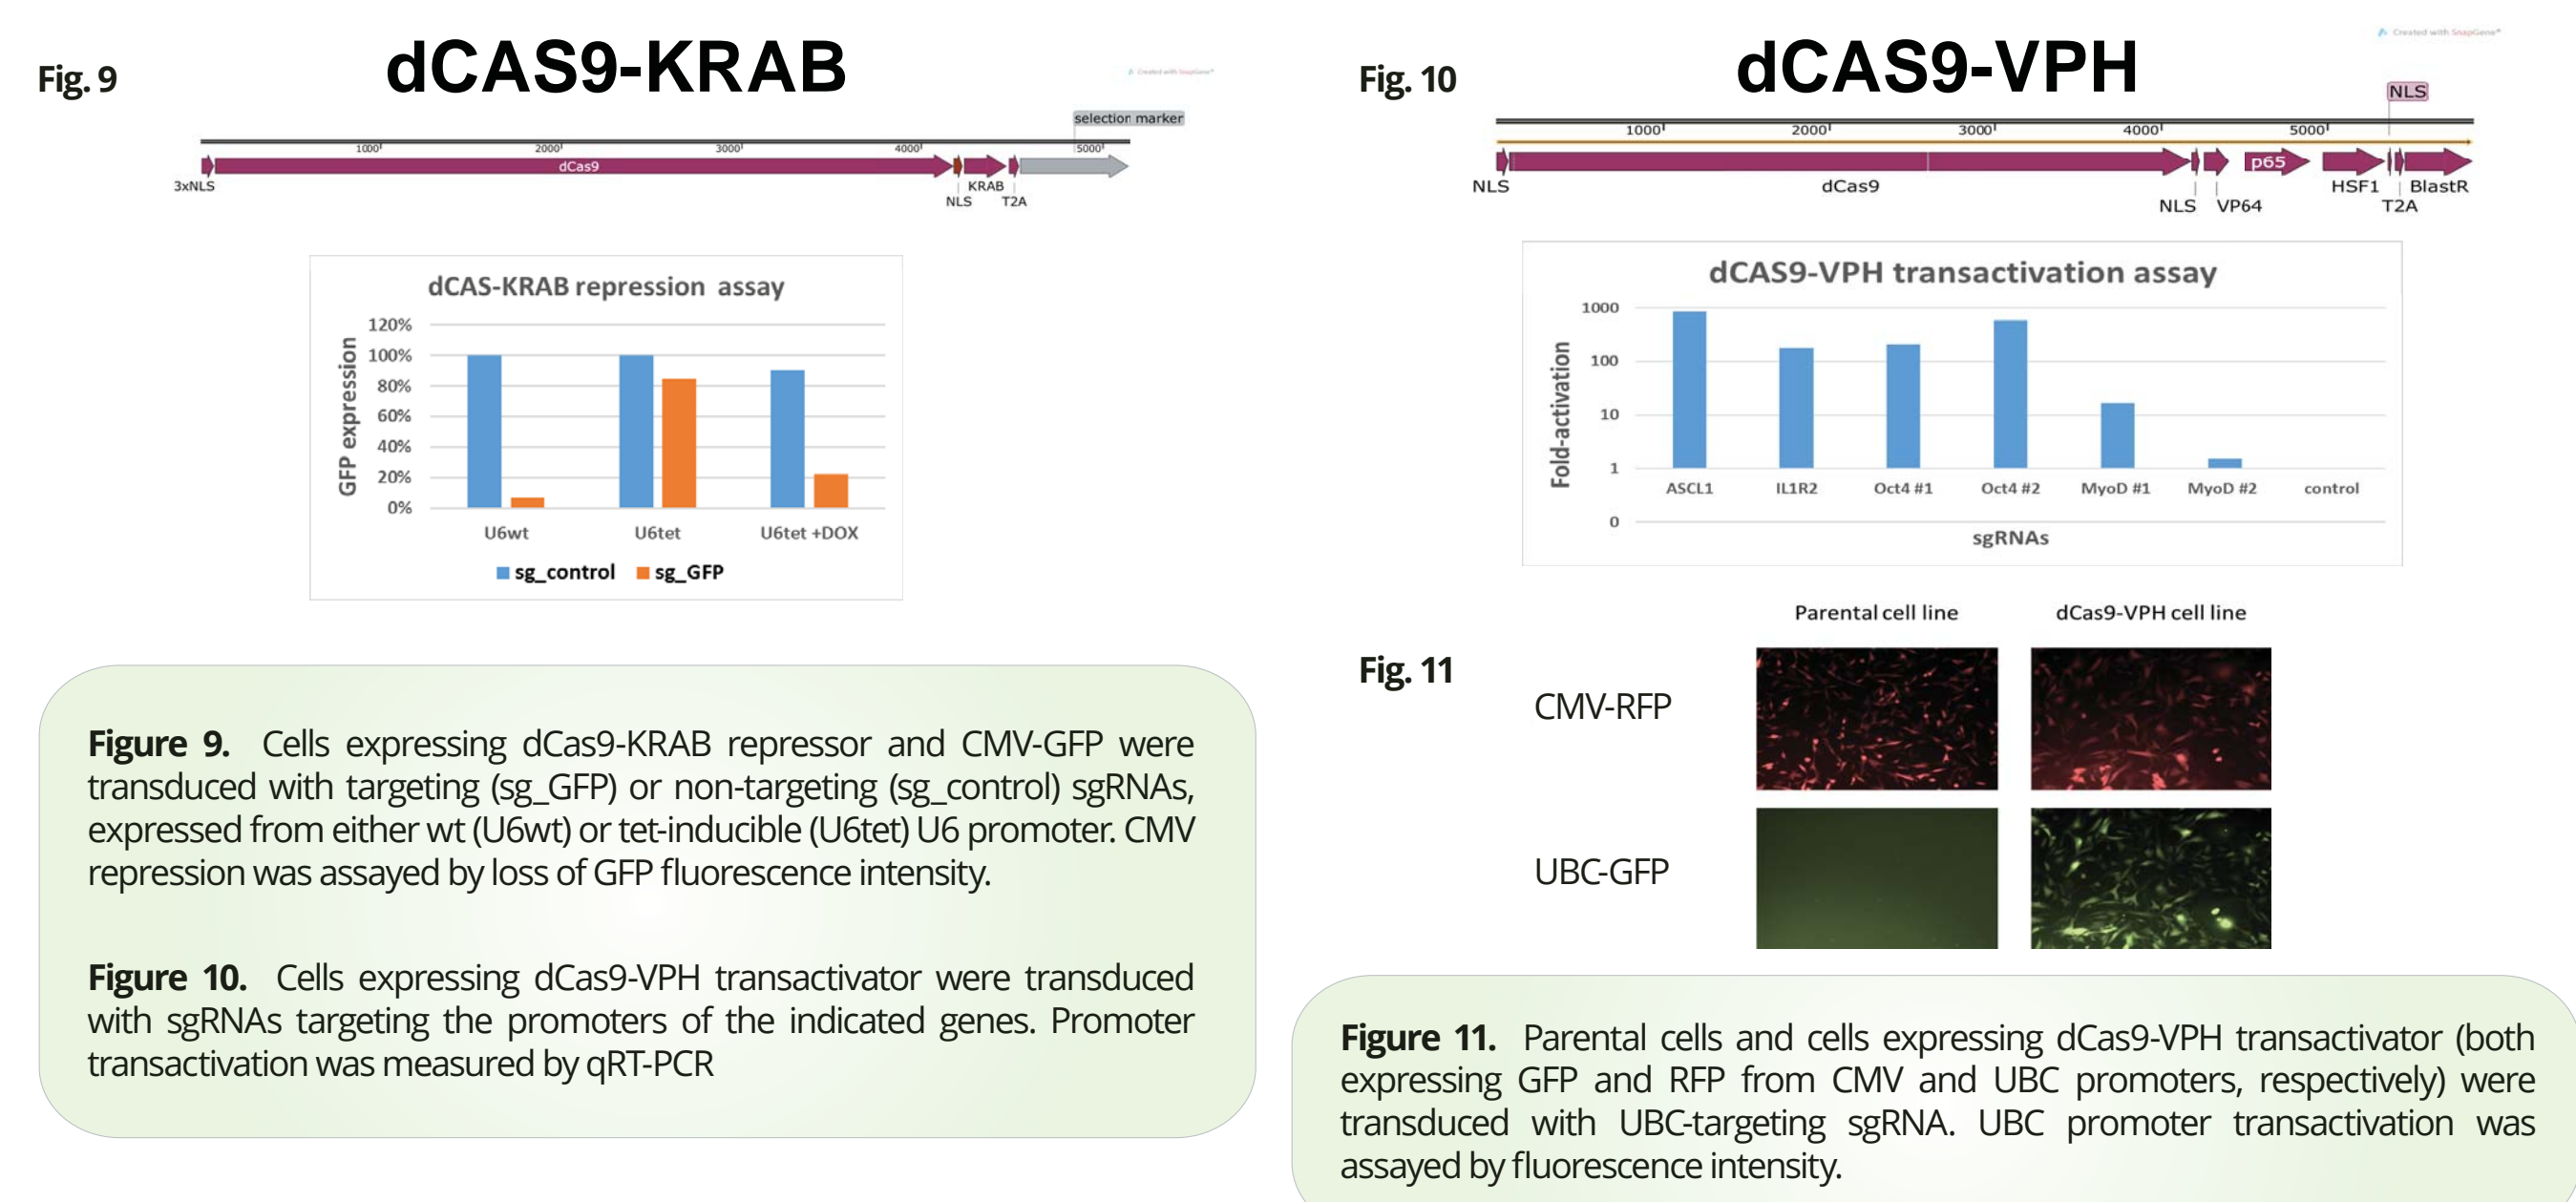 Fig. 9
dCAS9-KRAB
Created with SnapGene®
selection marker
1000 2000 3000 4000 5000
dCas9
3xNLS
KRAB
NLS T2A
dCAS-KRAB repression assay
GFP expression
120%
100%
80%
60%
40%
20%
0%
U6wt U6tet U6tet +DOX
sg_control sg_GFP
Figure 9. Cells expressing dCas9-KRAB repressor and CMV-GFP were
transduced with targeting (sg_GFP) or non-targeting (sg_control) sgRNAs,
expressed from either wt (U6wt) or tet-inducible (U6tet) U6 promoter. CMV
repression was assayed by loss of GFP fluorescence intensity.
Figure 10. Cells expressing dCas9-VPH transactivator were transduced
with sgRNAs targeting the promoters of the indicated genes. Promoter
transactivation was measured by qRT-PCR
Fig. 10
dCAS9-VPH
Created with SnapGene®
NLS
1000 2000 3000 4000 5000
p65
NLS dCas9 HSF1 BlastR
NLS VP64 T2A
dCAS9-VPH transactivation assay
Fold-activation
1000
100
10
1
ASCL1 IL1R2 Oct4 #1 Oct4 #2 MyoD #1 MyoD #2 control
0
sgRNAs
Parental cell line dCas9-VPH cell line
Fig. 11
CMV-RFP
UBC-GFP
Figure 11. Parental cells and cells expressing dCas9-VPH transactivator (both
expressing GFP and RFP from CMV and UBC promoters, respectively) were
transduced with UBC-targeting sgRNA. UBC promoter transactivation was
assayed by fluorescence intensity.